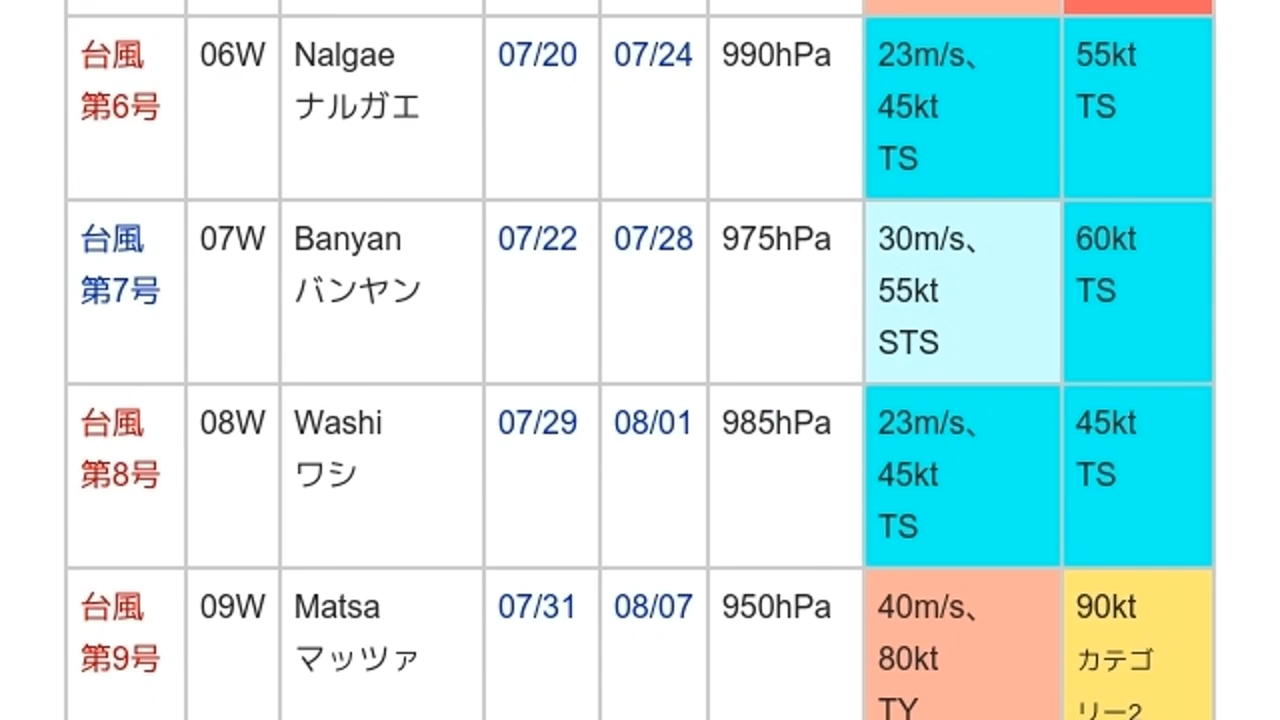 台風 06W Nalgae 07/20 07/24 990hPa 23m/s、 55kt
第6号 ナルガエ 45kt TS
TS
台風 07W Banyan 07/22 07/28 975hPa 30m/s、 60kt
第7号 バンヤン 55kt TS
STS
台風 08W Washi 07/29 08/01 985hPa 23m/s、 45kt
第8号 ワシ 45kt TS
TS
台風 09W Matsa 07/31 08/07 950hPa 40m/s、 90kt
第9号 マッツァ 80kt カテゴ
TY リー2